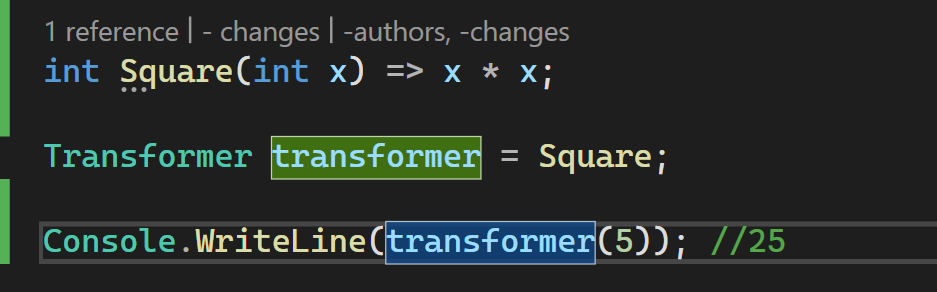 1 reference | - changes | -authors, -changes
int Square(int x) => x * x;
Transformer transformer = Square;
Console.WriteLine(transformer(5)); //25